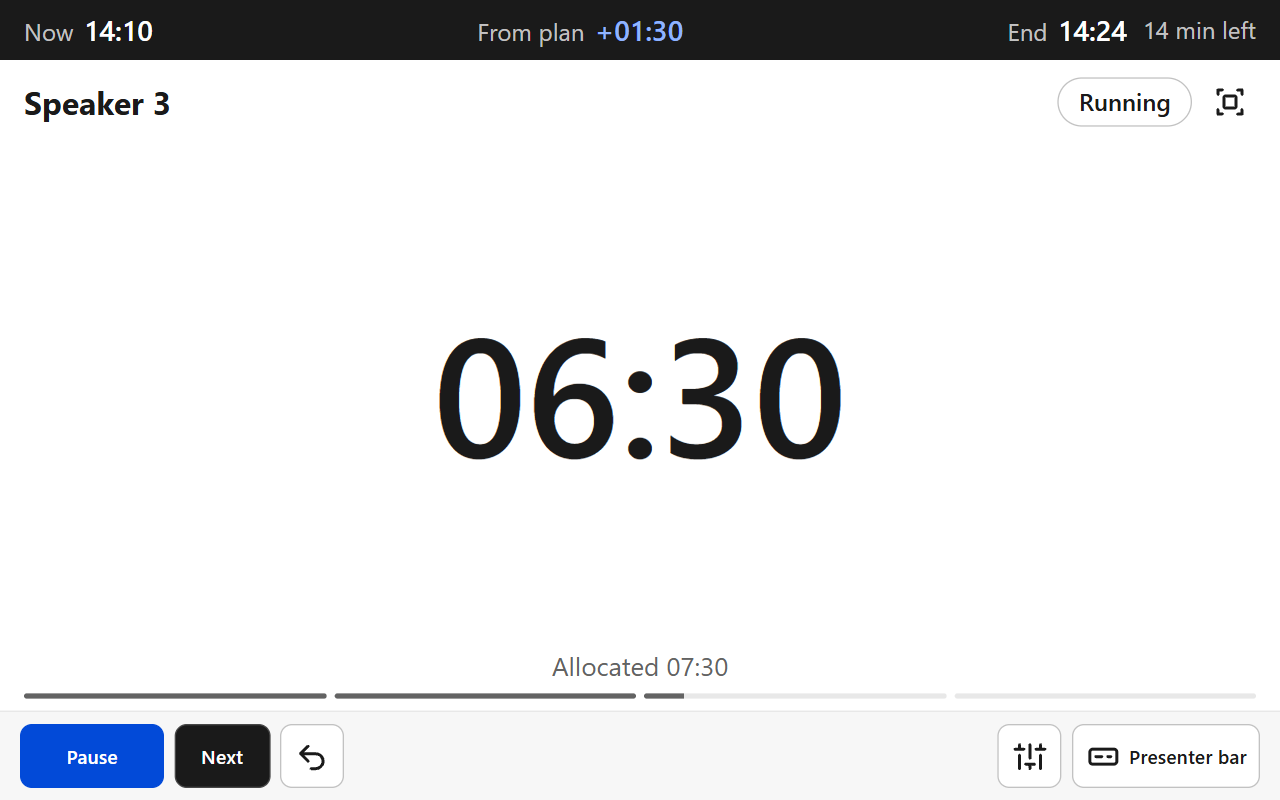 Now 14:10 From plan +01:30 End 14:24 14 min left
Speaker 3 Running
06:30
Allocated 07:30
Pause Next Presenter bar